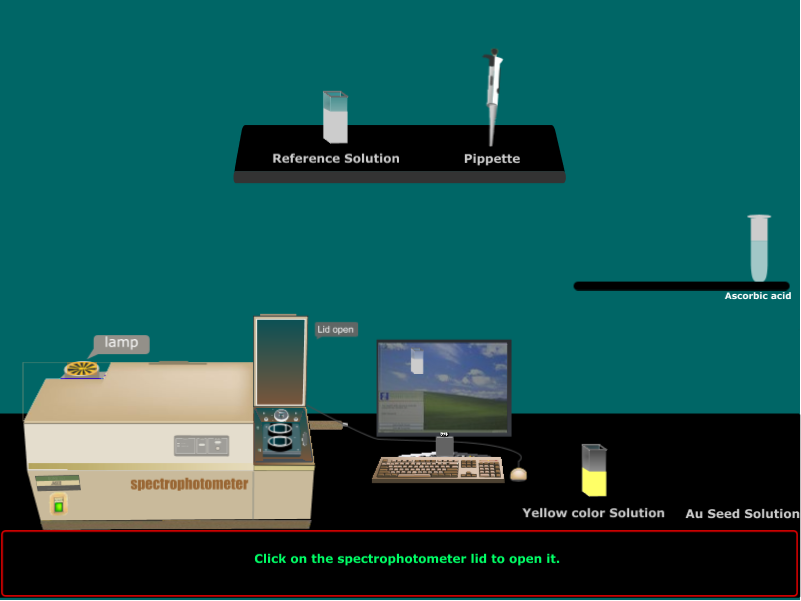 Reference Solution
Pippette
Ascorbic acid
Lid open
lamp
spectrophotometer
Yellow color Solution
Au Seed Solution
Click on the spectrophotometer lid to open it.